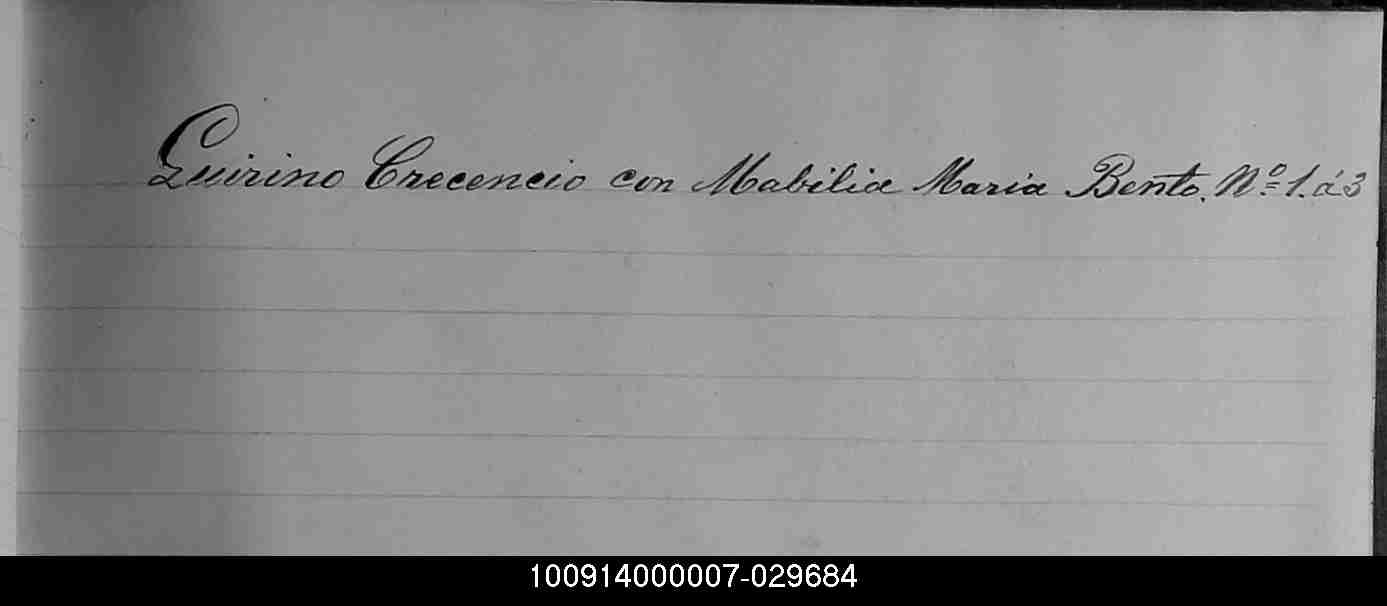 Quirino Crecencio con Mabilia Maria Bento. Nº 1. á 3
100914000007-029684